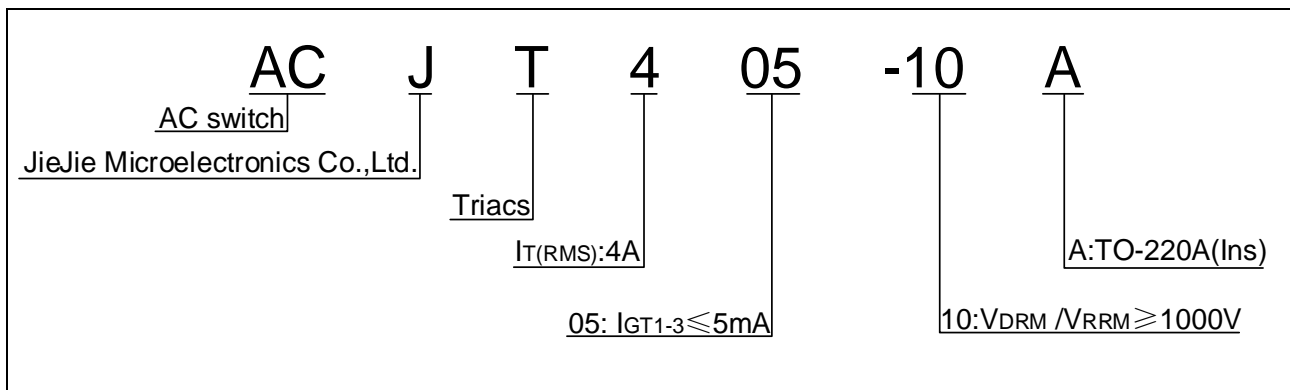 AC J T 4 05 -10 A
AC switch
JieJie Microelectronics Co.,Ltd.
Triacs
IT(RMS):4A
A:TO-220A(Ins)
05: IGT1-3≤5mA
10:VDRM /VRRM≥1000V